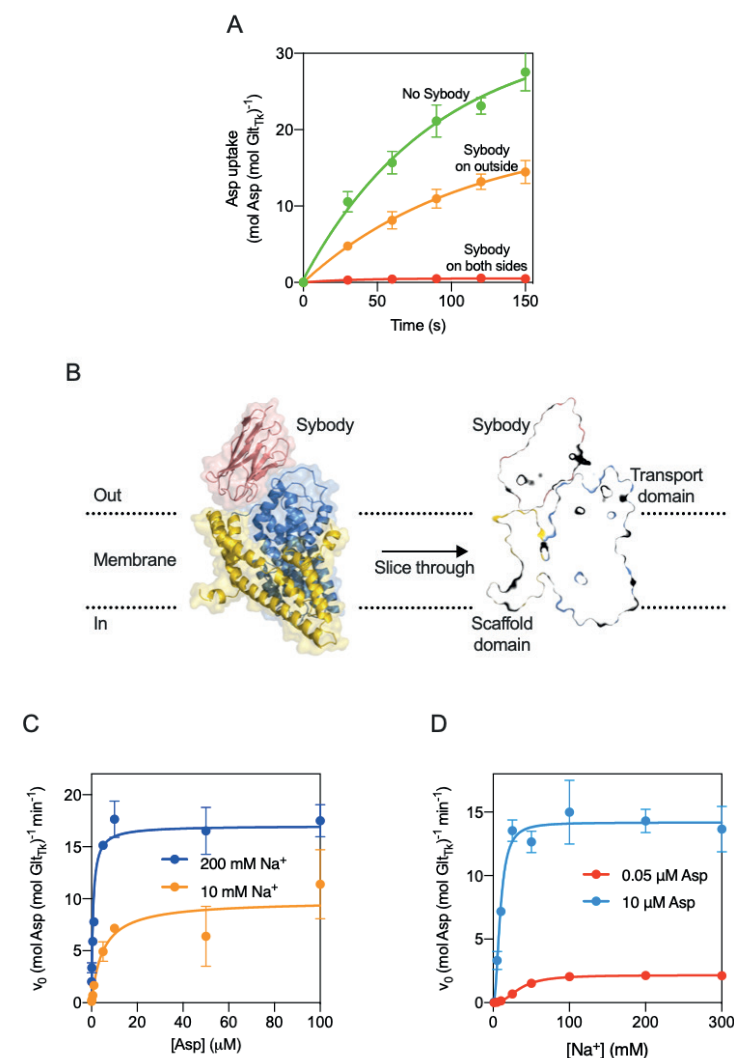 A
30
20
10
0
Asp uptake
(mol Asp (mol Glt_Tk)^-1)
No Sybody
Sybody
on outside
Sybody
on both sides
0
50
100
150
Time (s)
B
Sybody
Out
Membrane
In
Slice through
Sybody
Transport
domain
Scaffold
domain
C
20
15
10
5
0
v₀ (mol Asp (mol Glt_Tk)^-1 min^-1)
200 mM Na⁺
10 mM Na⁺
0
20
40
60
80
100
[Asp] (μM)
D
15
10
5
0
v₀ (mol Asp (mol Glt_Tk)^-1 min^-1)
0.05 μM Asp
10 μM Asp
0
100
200
300
[Na⁺] (mM)